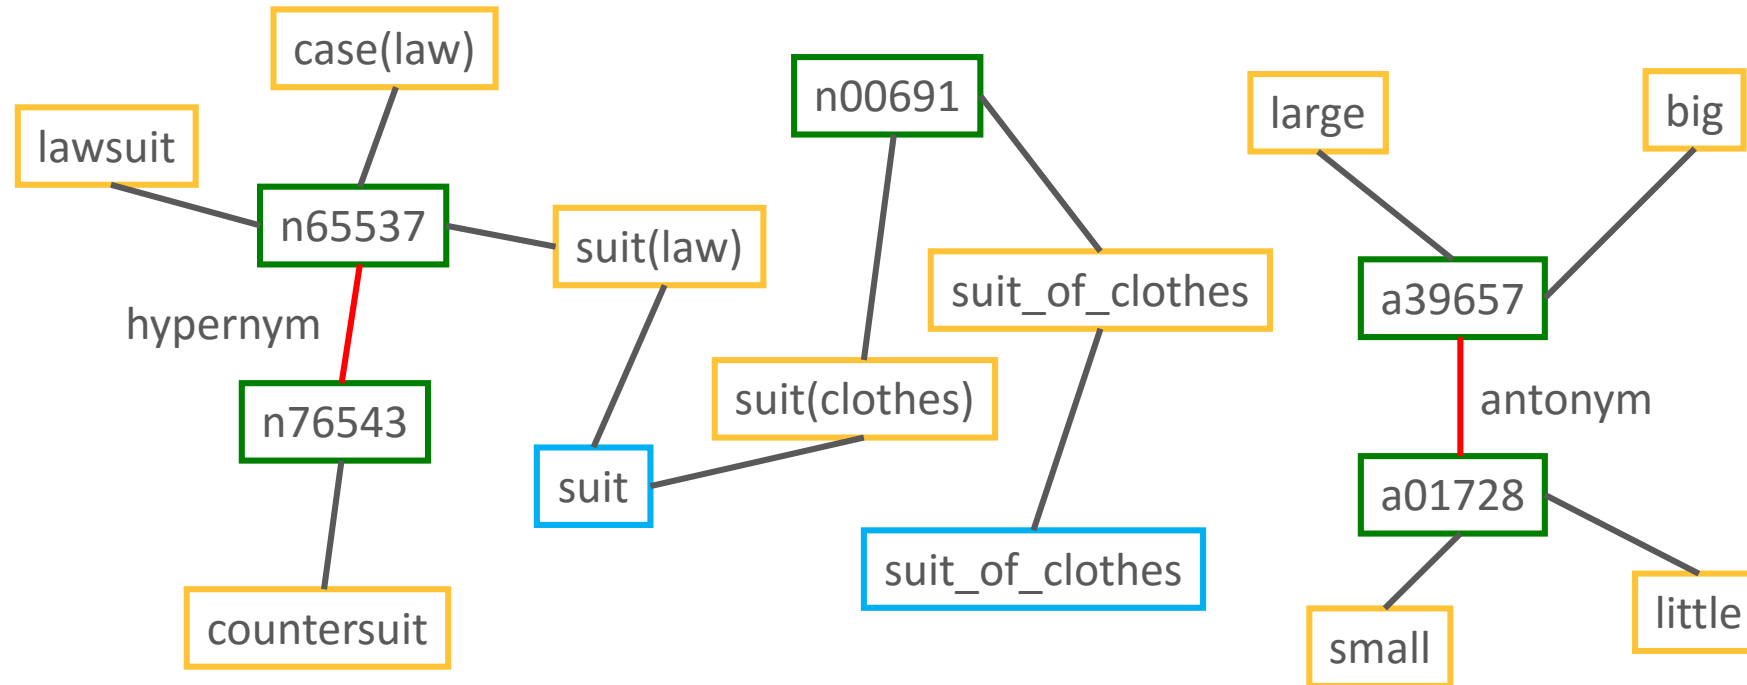 case(law)
lawsuit
n65537
suit(law)
hypernym
n76543
countersuit
suit
n00691
suit_of_clothes
suit(clothes)
suit_of_clothes
large
big
a39657
antonym
a01728
small
little